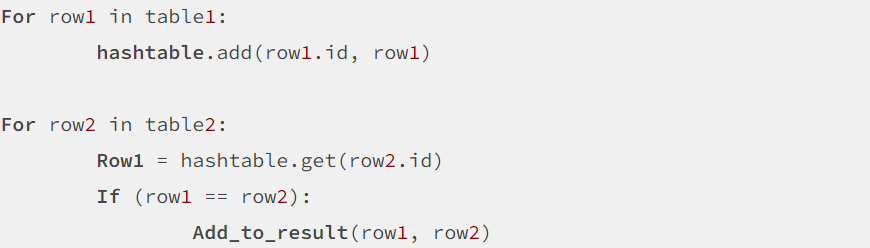 For row1 in table1:
        hashtable.add(row1.id, row1)

For row2 in table2:
        Row1 = hashtable.get(row2.id)
        If (row1 == row2):
                Add_to_result(row1, row2)